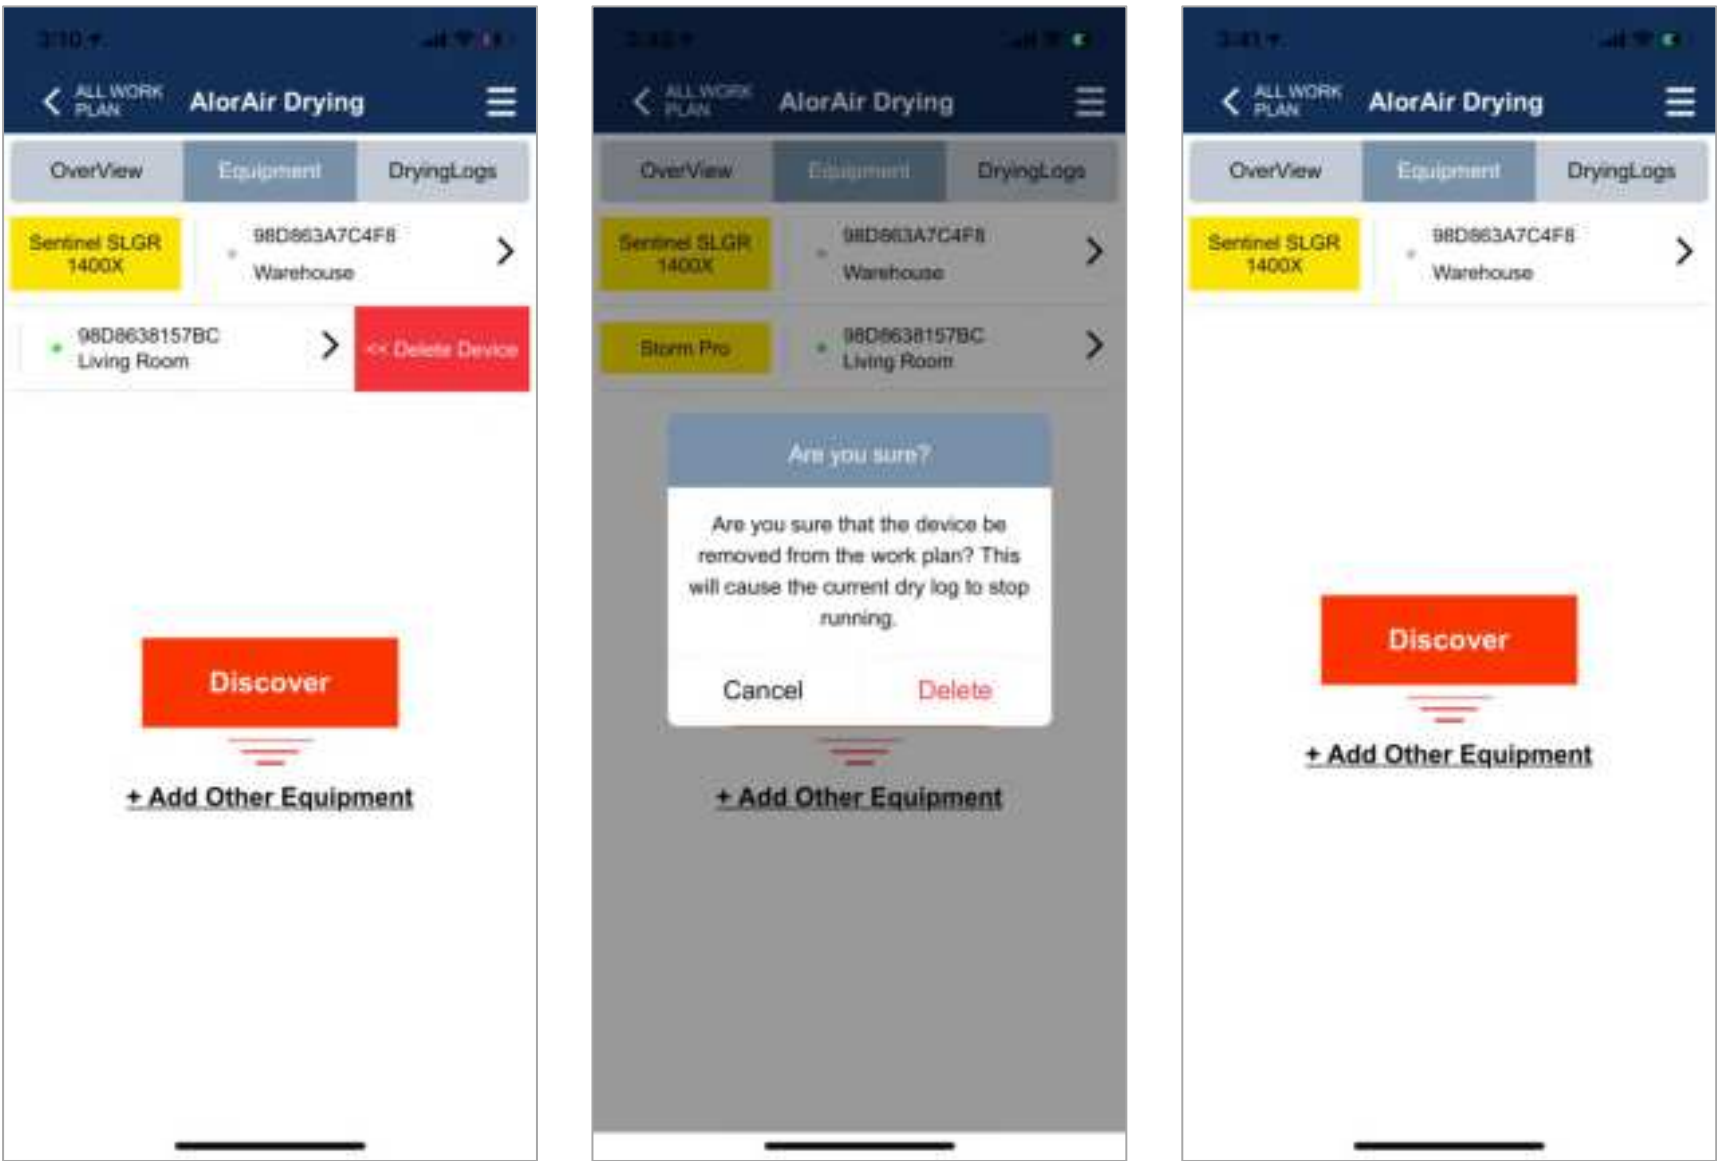 3:10
ALL WORK
PLAN
AlorAir Drying
OverView
Equipment
DryingLogs
Sentinel SLGR
1400X
98D863A7C4F8
Warehouse
98D8638157BC
Living Room
<< Delete Device
Discover
+ Add Other Equipment
ALL WORK
PLAN
AlorAir Drying
OverView
Equipment
DryingLogs
Sentinel SLGR
1400X
98D863A7C4F8
Warehouse
Storm Pro
98D8638157BC
Living Room
Are you sure?
Are you sure that the device be
removed from the work plan? This
will cause the current dry log to stop
running.
Cancel
Delete
+ Add Other Equipment
3:41
ALL WORK
PLAN
AlorAir Drying
OverView
Equipment
DryingLogs
Sentinel SLGR
1400X
98D863A7C4F8
Warehouse
Discover
+ Add Other Equipment